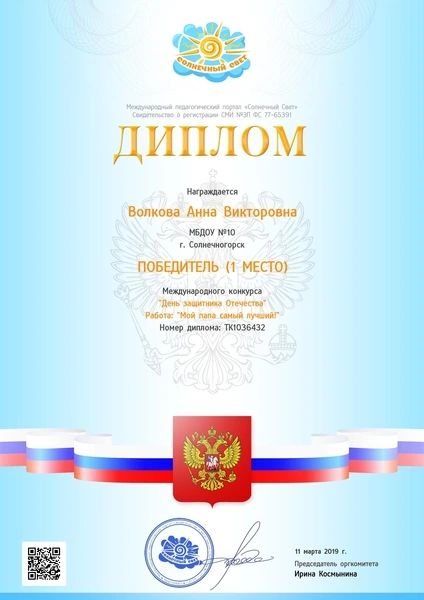 СОЛНЕЧНЫЙ СВЕТ
Международный педагогический портал «Солнечный Свет»
Свидетельство о регистрации СМИ №ЭЛ ФС 77-65391
ДИПЛОМ
Награждается
Волкова Анна Викторовна
МБДОУ №10
г. Солнечногорск
ПОБЕДИТЕЛЬ (1 МЕСТО)
Международного конкурса
"День защитника Отечества"
Работа: "Мой папа самый лучший!"
Номер диплома: TK1036432
11 марта 2019 г.
Председатель оргкомитета
Ирина Космынина